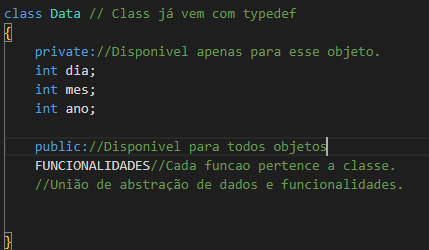 class Data // Class já vem com typedef
{
private://Disponivel apenas para esse objeto.
int dia;
int mes;
int ano;
public://Disponivel para todos objetos
FUNCIONALIDADES//Cada funcao pertence a classe.
//União de abstração de dados e funcionalidades.
}